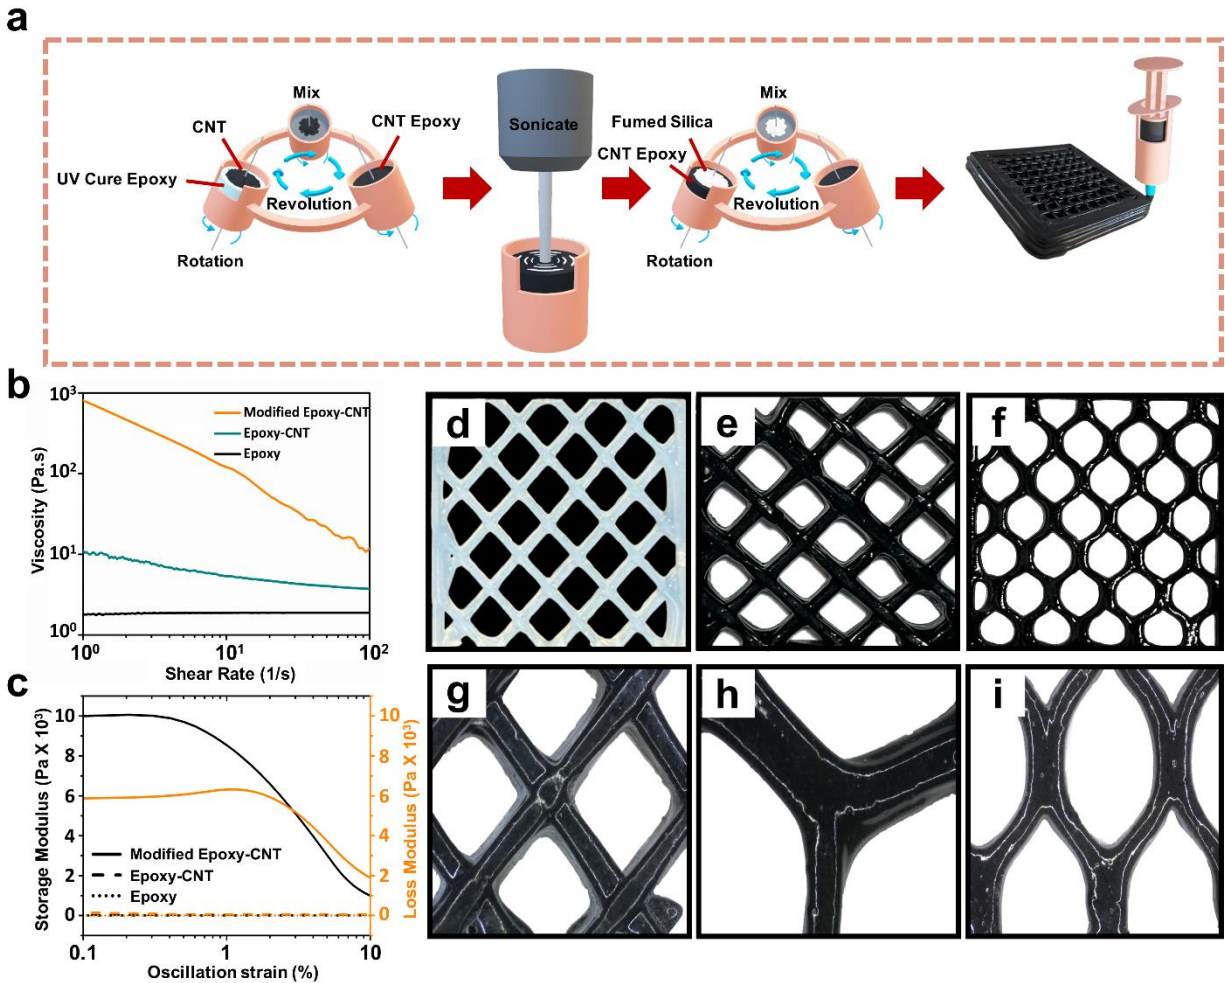 a
Mix
CNT
CNT Epoxy
UV Cure Epoxy
Revolution
Rotation
Sonicate
Mix
Fumed Silica
CNT Epoxy
Revolution
Rotation
b
10³
10²
10¹
10⁰
Viscosity (Pa.s)
Modified Epoxy-CNT
Epoxy-CNT
Epoxy
10⁰ 10¹ 10²
Shear Rate (1/s)
c
10
8
6
4
2
0
Storage Modulus (Pa X 10³)
Modified Epoxy-CNT
Epoxy-CNT
Epoxy
10
8
6
4
2
0
Loss Modulus (Pa X 10³)
0.1 1 10
Oscillation strain (%)
d
e
f
g
h
i